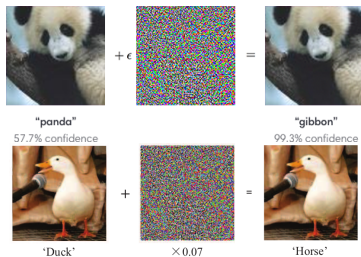 + ϵ =
"panda" "gibbon"
57.7% confidence 99.3% confidence
+ =
'Duck' ×0.07 'Horse'